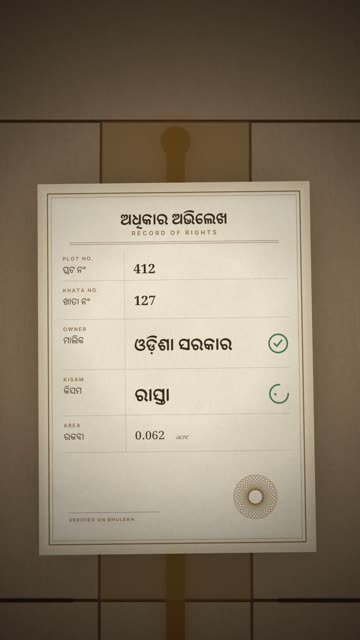 ଅଧିକାର ଅଭିଲେଖ
RECORD OF RIGHTS
PLOT NO.
ପ୍ଲଟ ନଂ
412
KHATA NO.
ଖାତା ନଂ
127
OWNER
ମାଲିକ
ଓଡ଼ିଶା ସରକାର
KISAM
କିସମ
ରାସ୍ତା
AREA
ରକବା
0.062 acre
VERIFIED ON BHULEKH